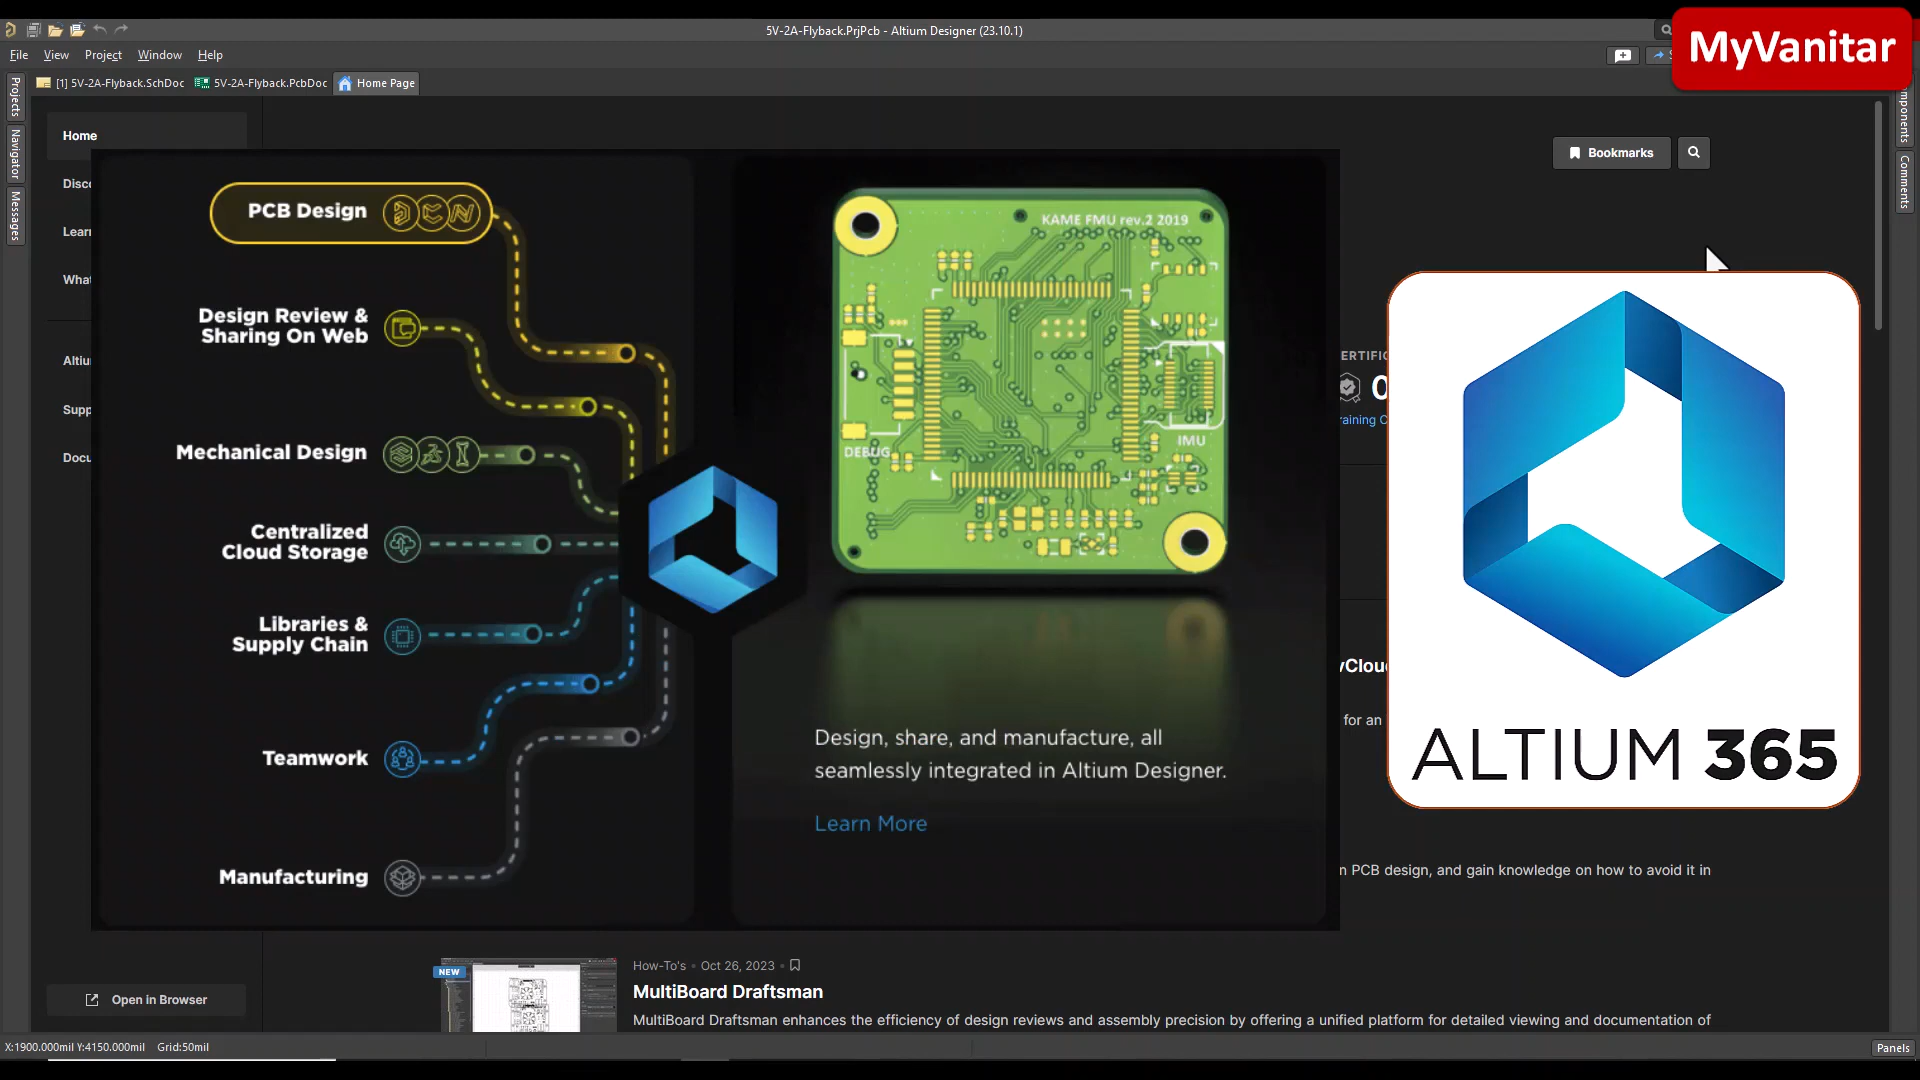 5V-2A-Flyback.PrjPcb - Altium Designer (23.10.1)
MyVanitar
File View Project Window Help
[1] 5V-2A-Flyback.SchDoc 5V-2A-Flyback.PcbDoc Home Page
Projects
Navigator
Messages
Comments
Home
Bookmarks
PCB Design
Design Review &
Sharing On Web
Mechanical Design
Centralized
Cloud Storage
Libraries &
Supply Chain
Teamwork
Manufacturing
KAME FMU rev.2 2019
DEBUG
IMU
Design, share, and manufacture, all
seamlessly integrated in Altium Designer.
Learn More
0
for an
ALTIUM 365
PCB design, and gain knowledge on how to avoid it in
Open in Browser
NEW
How-To's • Oct 26, 2023 •
MultiBoard Draftsman
MultiBoard Draftsman enhances the efficiency of design reviews and assembly precision by offering a unified platform for detailed viewing and documentation of
X:1900.000mil Y:4150.000mil Grid:50mil
Panels